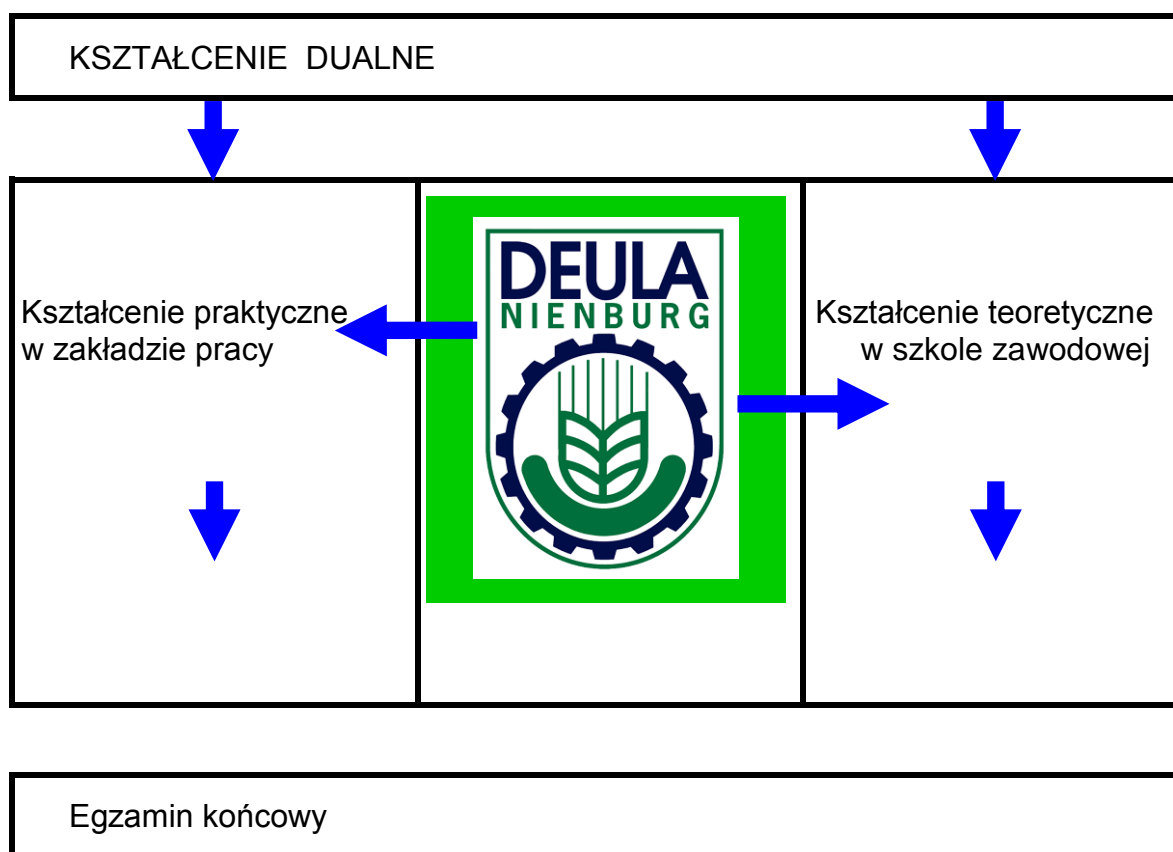 KSZTAŁCENIE DUALNE
Kształcenie praktyczne
w zakładzie pracy
DEULA
NIENBURG
Kształcenie teoretyczne
w szkole zawodowej
Egzamin końcowy